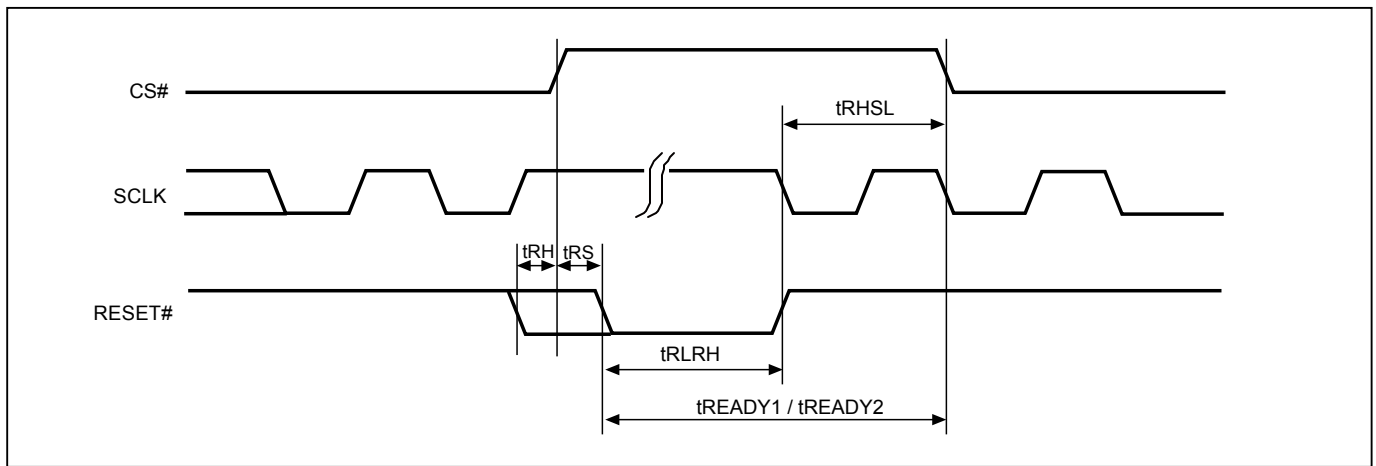 CS#
tRHSL
SCLK
tRH tRS
RESET#
tRLRH
tREADY1 / tREADY2